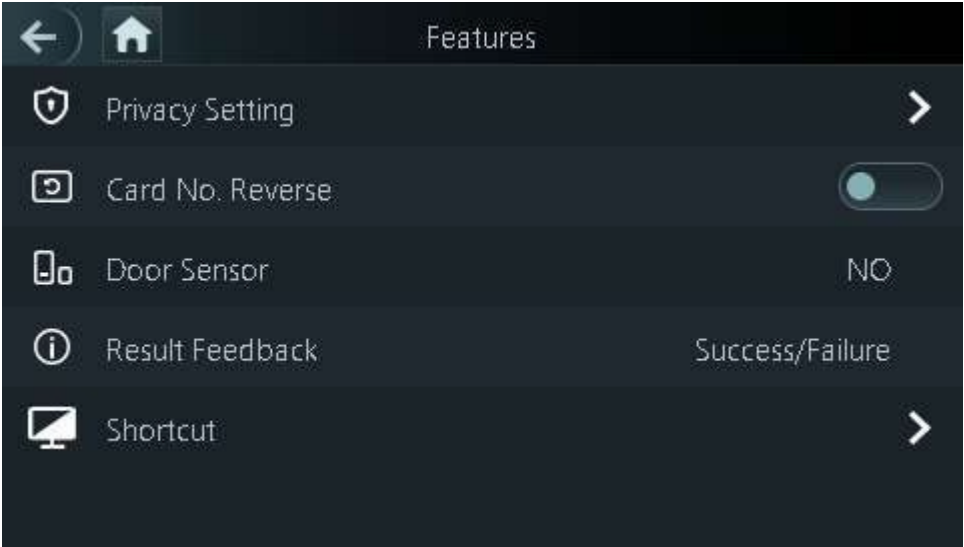 Features
Privacy Setting
Card No. Reverse
Door Sensor NO
Result Feedback Success/Failure
Shortcut